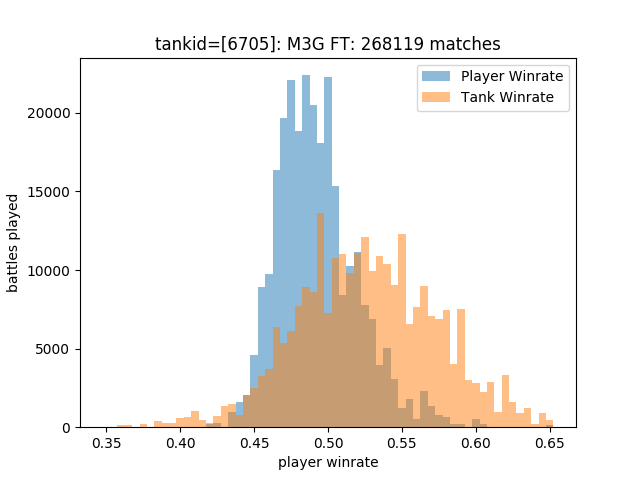 tankid=[6705]: M3G FT: 268119 matches
Player Winrate
Tank Winrate
20000
15000
10000
5000
0
battles played
0.35 0.40 0.45 0.50 0.55 0.60 0.65
player winrate